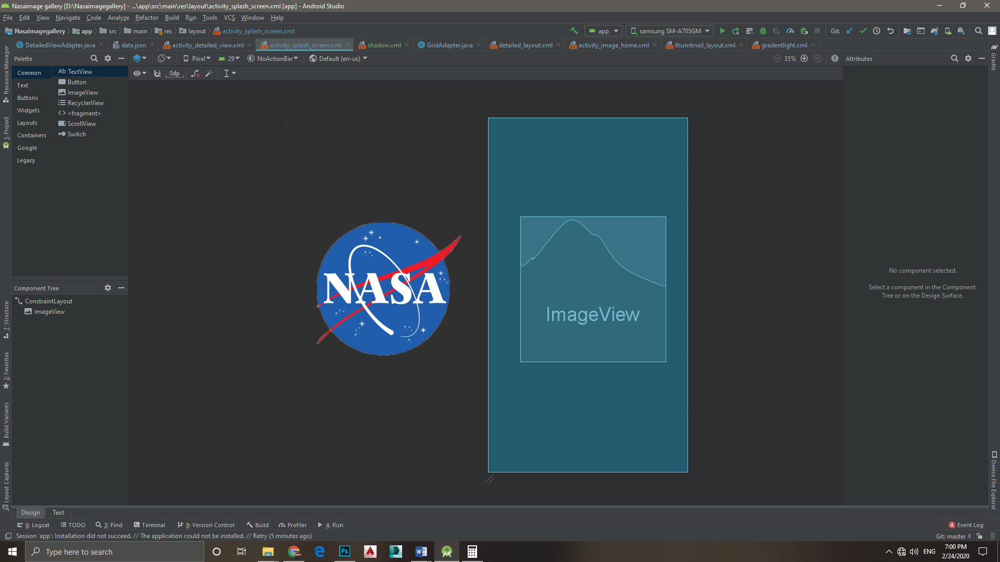 Nasaimage gallery [D:\Nasaimagegallery] - ...\app\src\main\res\layout\activity_splash_screen.xml [app] - Android Studio
File Edit View Navigate Code Analyze Refactor Build Run Tools VCS Window Help
Nasaimagegallery app src main res layout activity_splash_screen.xml app samsung SM-A705GM Git:
DetailedViewAdapter.java data.json activity_detailed_view.xml activity_splash_screen.xml shadow.xml GridAdapter.java detailed_layout.xml activity_image_home.xml thumbnail_layout.xml gradentlight.xml
Palette Pixel 29 NoActionBar Default (en-us) 35% Attributes
0dp
Common
Text
Buttons
Widgets
Layouts
Containers
Google
Legacy
Ab TextView
Button
ImageView
RecyclerView
<fragment>
ScrollView
Switch
Component Tree
ConstraintLayout
imageView
NASA
ImageView
No component selected.
Select a component in the Component
Tree or on the Design Surface.
Resource Manager
1: Project
7: Structure
2: Favorites
Build Variants
Layout Captures
Gradle
Device File Explorer
Design Text
6: Logcat TODO 3: Find Terminal 9: Version Control Build Profiler 4: Run 4 Event Log
Session 'app': Installation did not succeed. // The application could not be installed. // Retry (5 minutes ago) Git: master
Type here to search
Ps
ENG
7:00 PM
2/24/2020